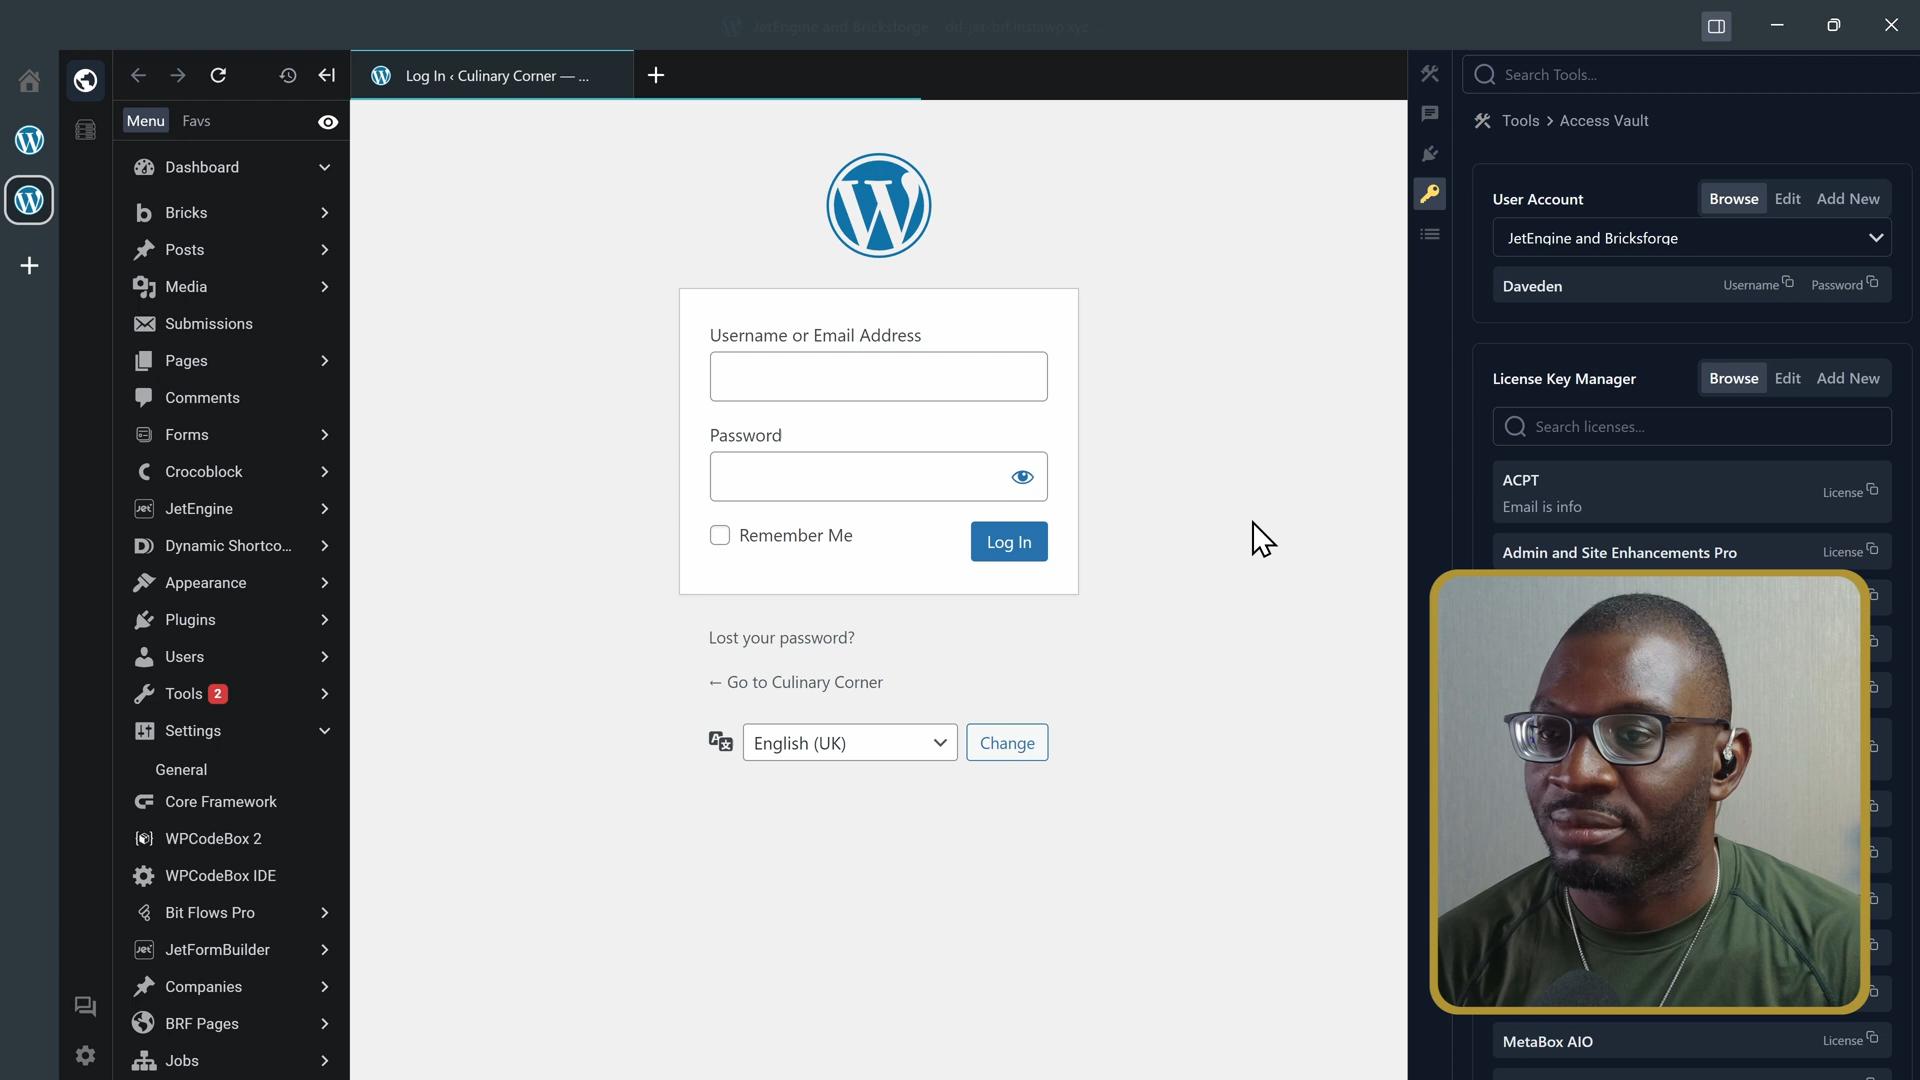 JetEngine and Bricksforge
Log In ‹ Culinary Corner — ...
Menu
Favs
Dashboard
Bricks
Posts
Media
Submissions
Pages
Comments
Forms
Crocoblock
JetEngine
Dynamic Shortco...
Appearance
Plugins
Users
Tools 2
Settings
General
Core Framework
WPCodeBox 2
WPCodeBox IDE
Bit Flows Pro
JetFormBuilder
Companies
BRF Pages
Jobs
Username or Email Address
Password
Remember Me
Log In
Lost your password?
← Go to Culinary Corner
English (UK)
Change
Search Tools...
Tools > Access Vault
User Account
Browse Edit Add New
JetEngine and Bricksforge
Daveden
Username Password
License Key Manager
Browse Edit Add New
Search licenses...
ACPT
Email is info
License
Admin and Site Enhancements Pro
License
MetaBox AIO
License